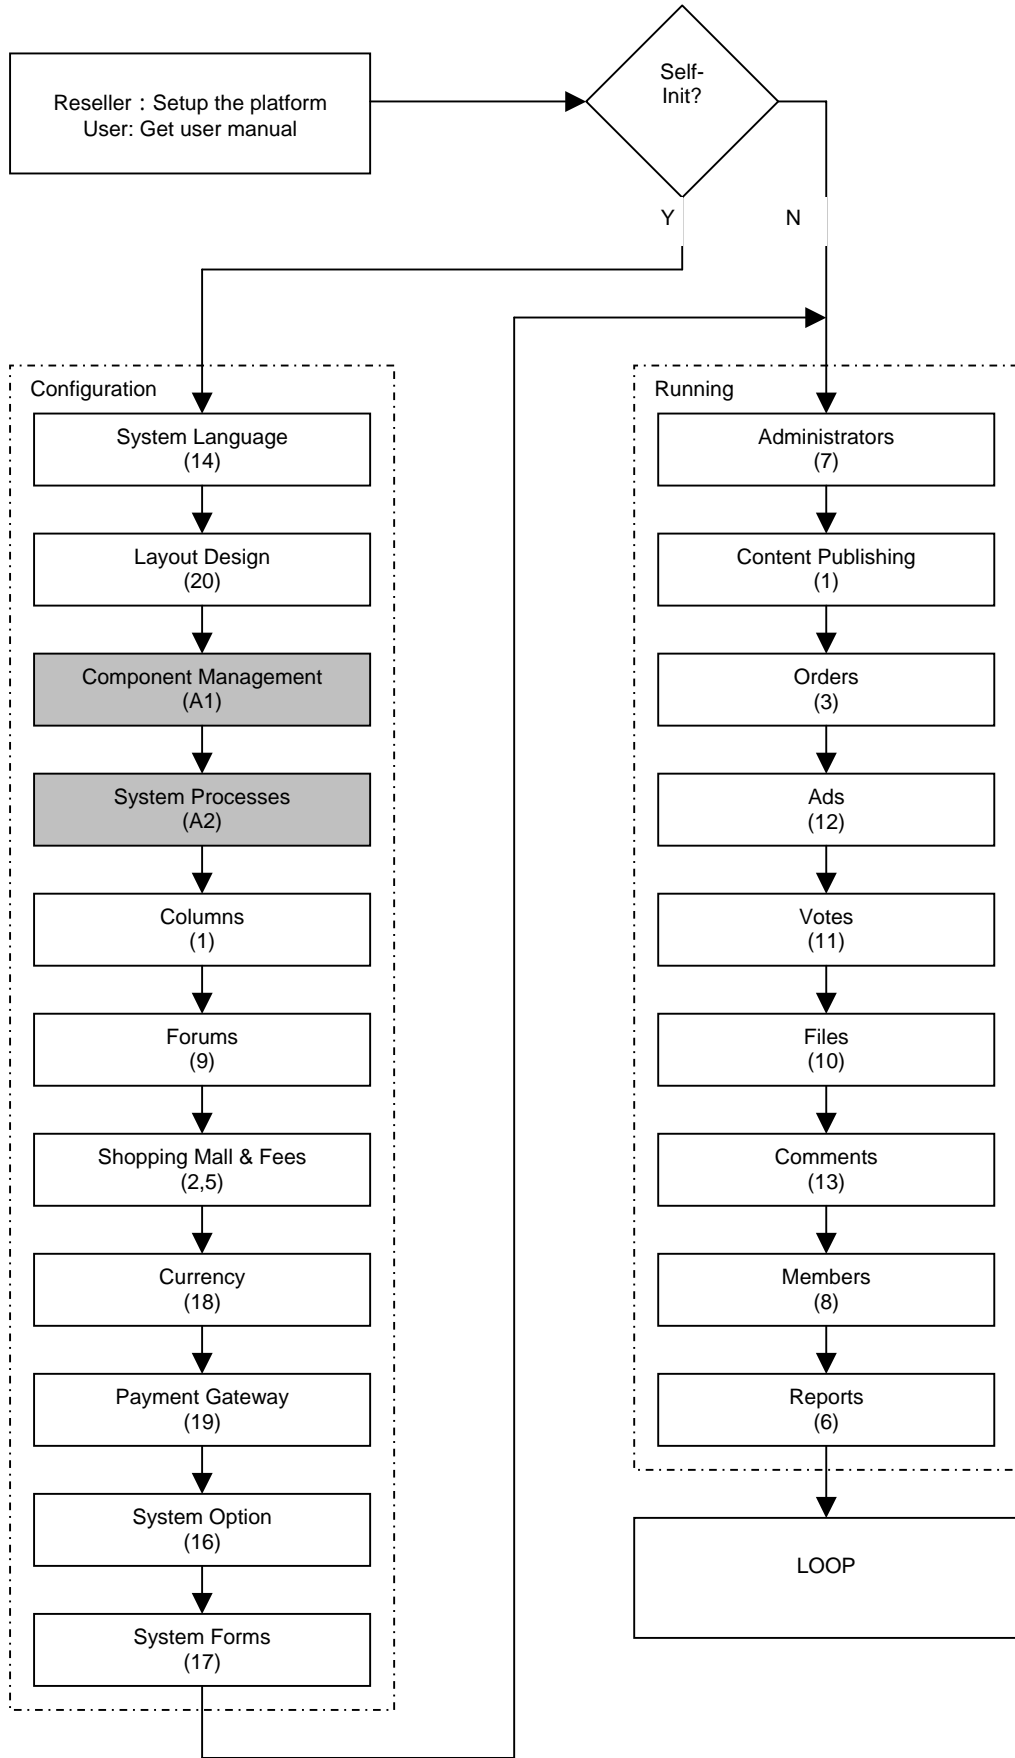 Reseller：Setup the platform
User: Get user manual
Self-
Init?
Y
N
Configuration
System Language
(14)
Layout Design
(20)
Component Management
(A1)
System Processes
(A2)
Columns
(1)
Forums
(9)
Shopping Mall & Fees
(2,5)
Currency
(18)
Payment Gateway
(19)
System Option
(16)
System Forms
(17)
Running
Administrators
(7)
Content Publishing
(1)
Orders
(3)
Ads
(12)
Votes
(11)
Files
(10)
Comments
(13)
Members
(8)
Reports
(6)
LOOP